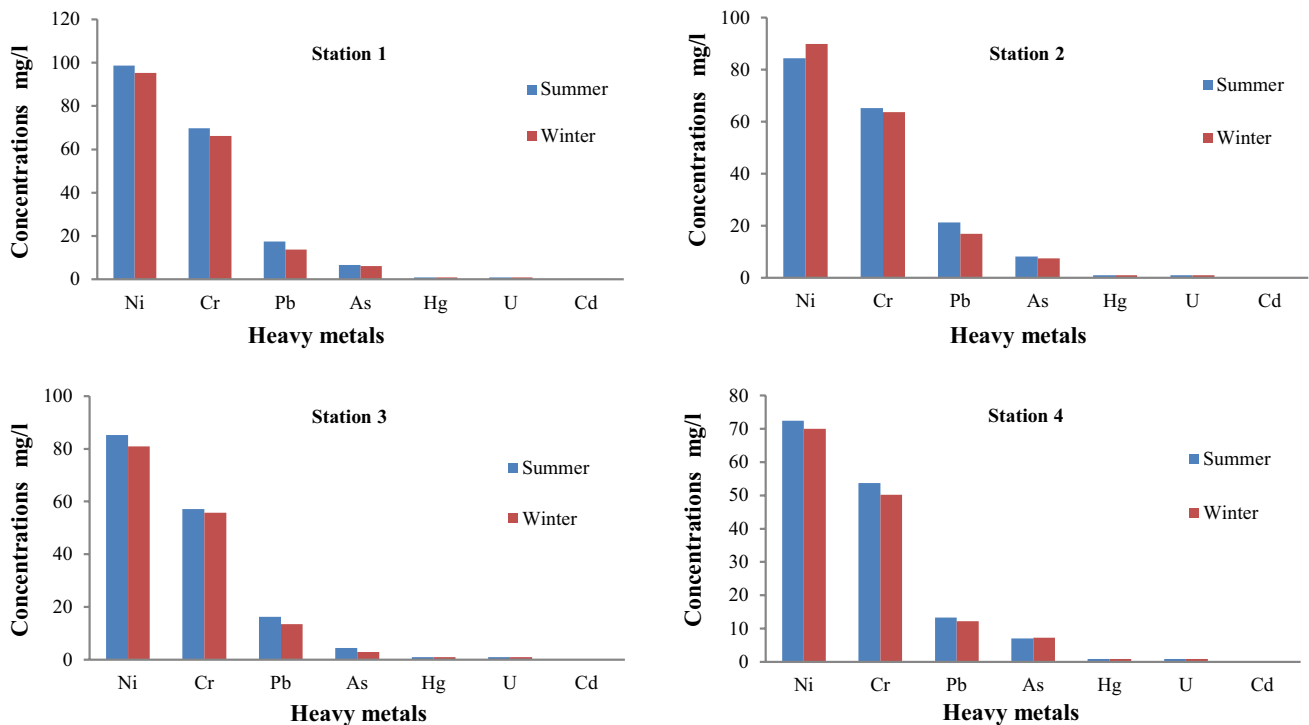 Station 1
Concentrations mg/l
120
100
80
60
40
20
0
Summer
Winter
Ni Cr Pb As Hg U Cd
Heavy metals
Station 2
Concentrations mg/l
100
80
60
40
20
0
Summer
Winter
Ni Cr Pb As Hg U Cd
Heavy metals
Station 3
Concentrations mg/l
100
80
60
40
20
0
Summer
Winter
Ni Cr Pb As Hg U Cd
Heavy metals
Station 4
Concentrations mg/l
80
70
60
50
40
30
20
10
0
Summer
Winter
Ni Cr Pb As Hg U Cd
Heavy metals